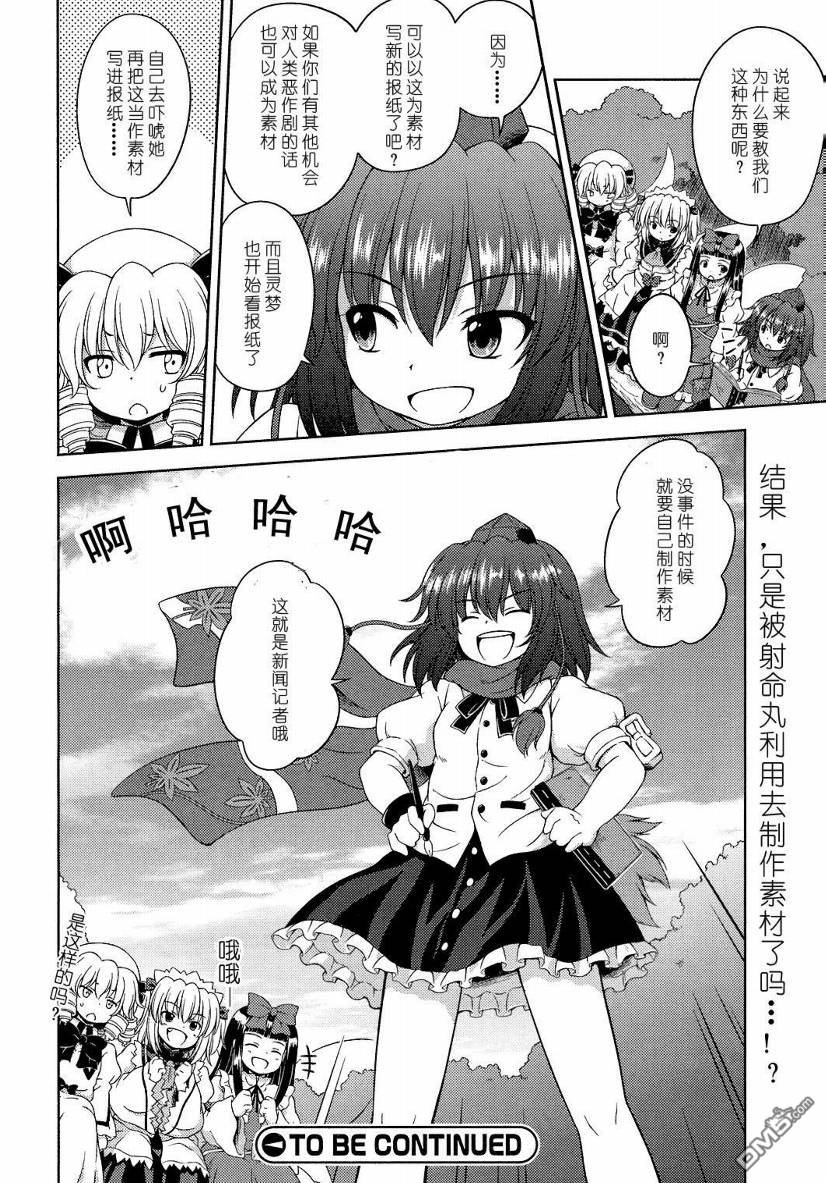 说起来
为什么要教我们
这种东西呢？
啊？
因为……
可以以这为素材
写新的报纸了吧？
如果你们有其他机会
对人类恶作剧的话
也可以成为素材
而且灵梦
也开始看报纸了
自己去吓唬她
再把这当作素材
写进报纸……
结果，只是被射命丸利用去制作素材了吗…！？
没事件的时候
就要自己制作素材
这就是新闻记者哦
啊哈哈哈
哦哦—
是这样的吗？
TO BE CONTINUED
DM5.com